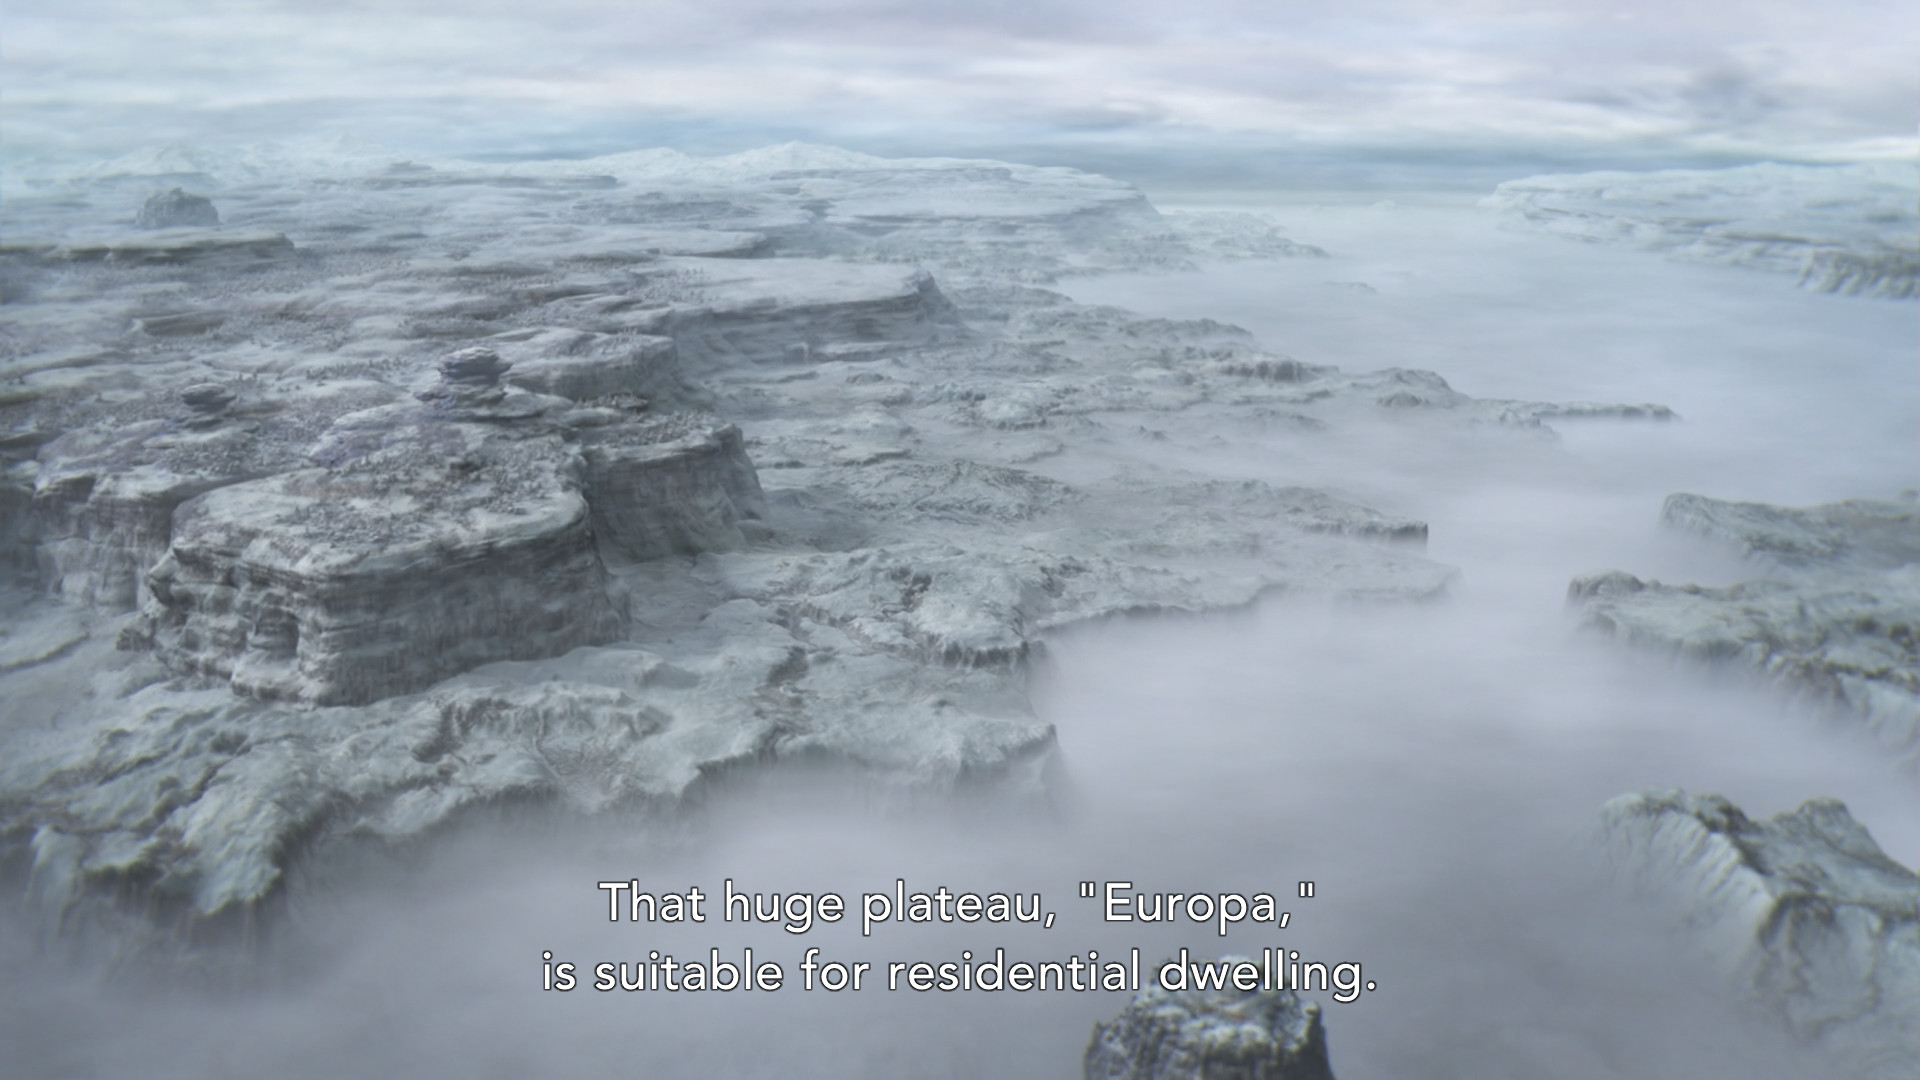 That huge plateau, "Europa,"
is suitable for residential dwelling.